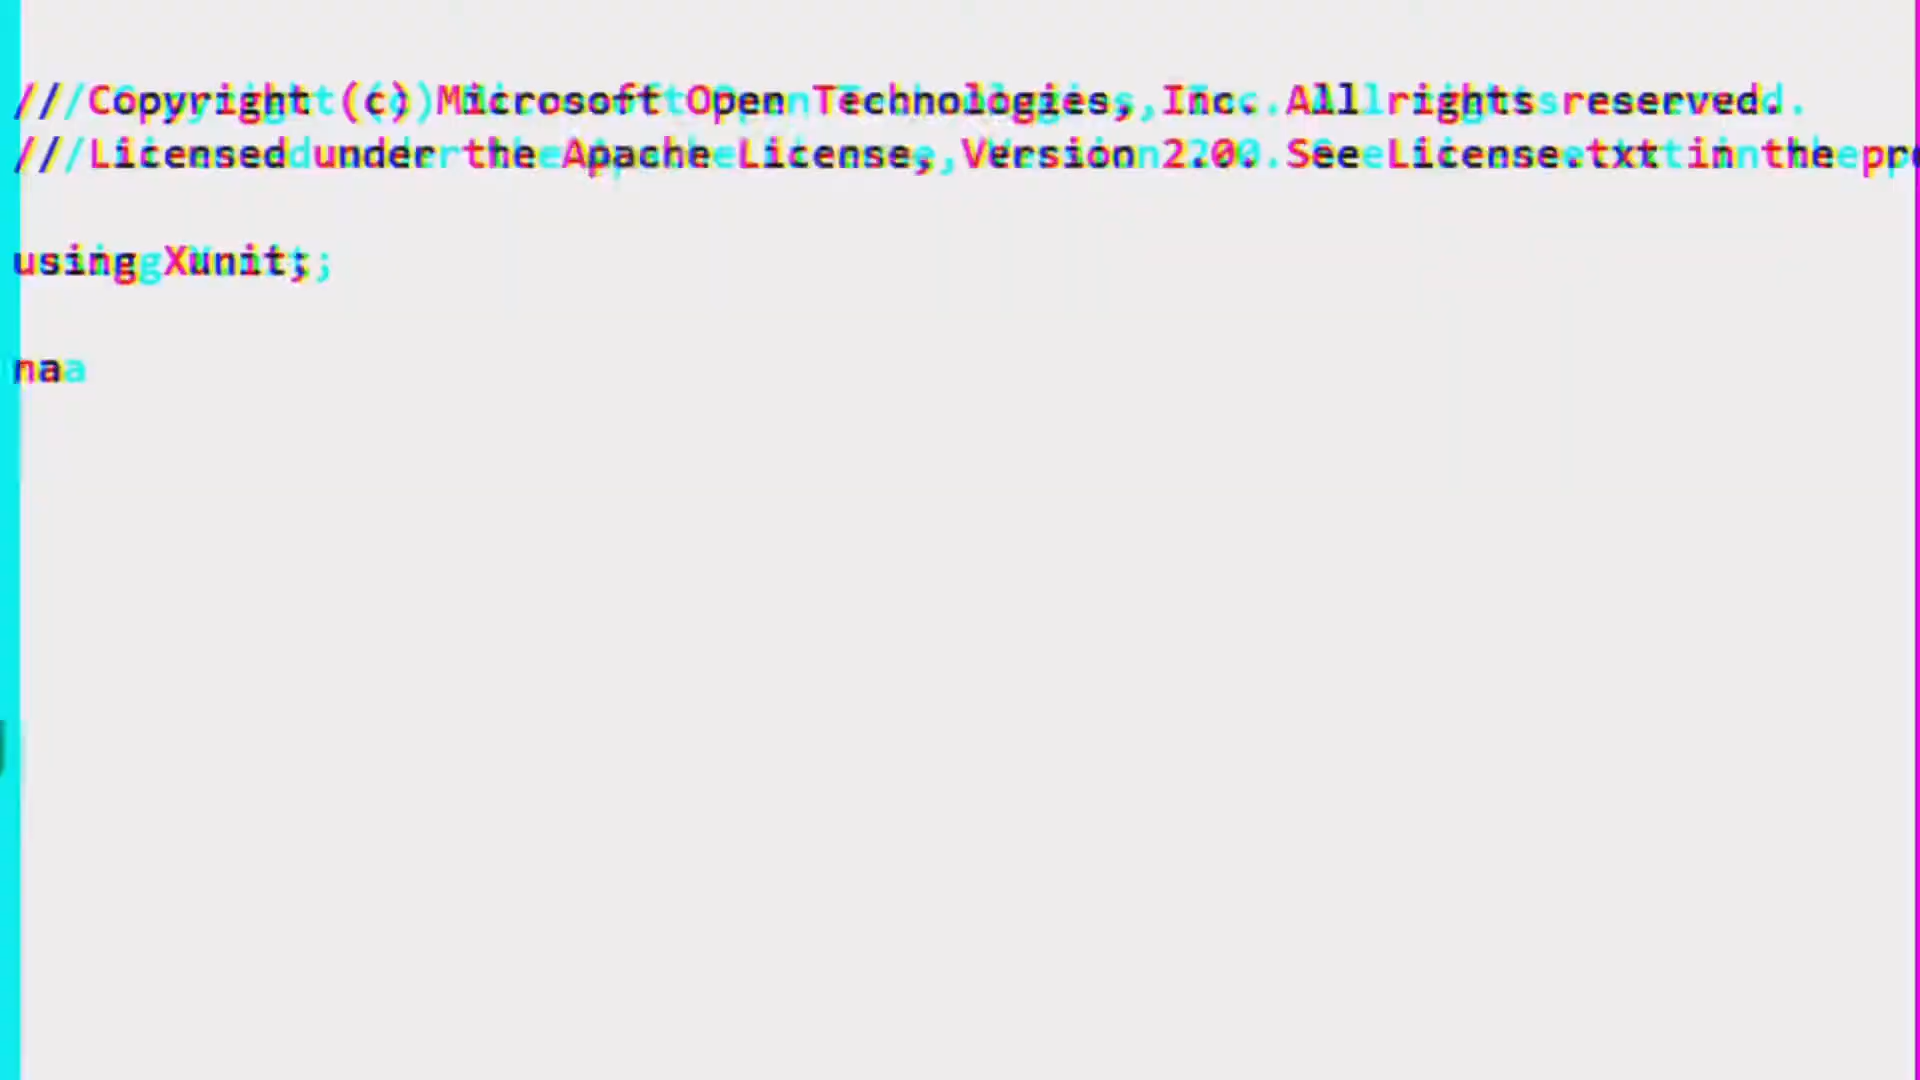 // Copyright (c) Microsoft Open Technologies, Inc. All rights reserved.
// Licensed under the Apache License, Version 2.0. See License.txt in the pr
using Xunit;
na